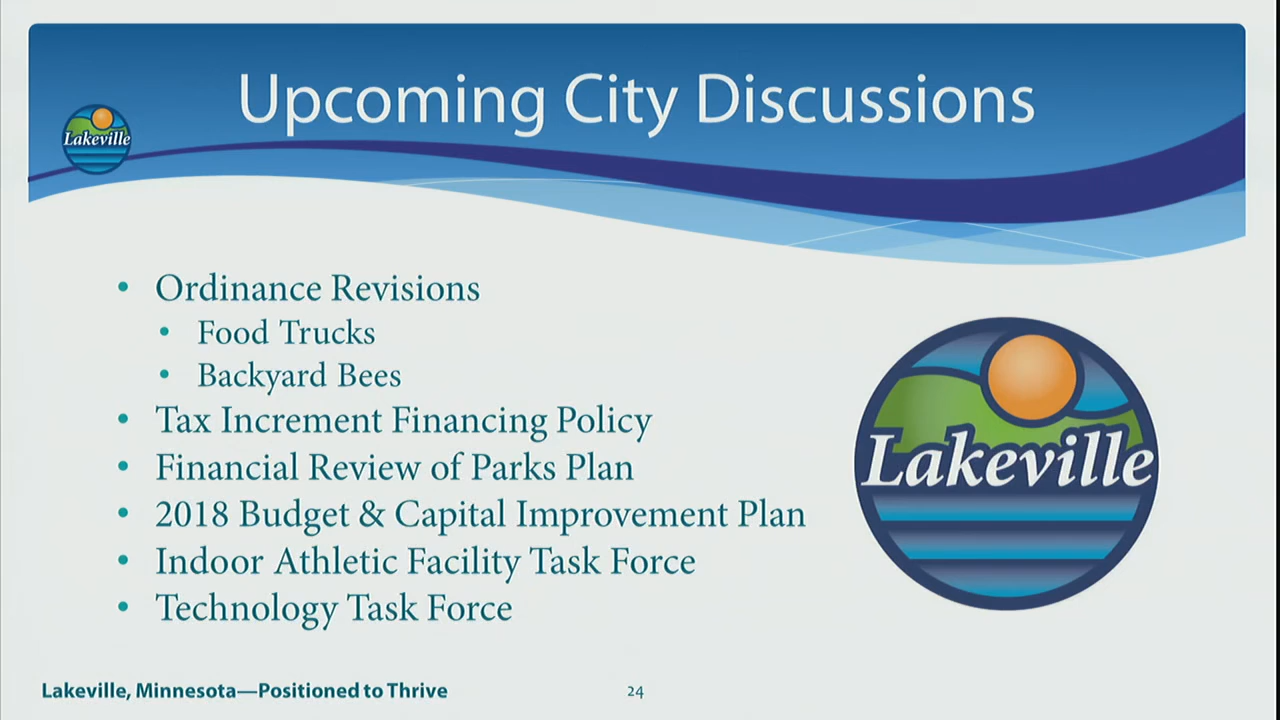 Upcoming City Discussions
Lakeville
• Ordinance Revisions
• Food Trucks
• Backyard Bees
• Tax Increment Financing Policy
• Financial Review of Parks Plan
• 2018 Budget & Capital Improvement Plan
• Indoor Athletic Facility Task Force
• Technology Task Force
Lakeville
Lakeville, Minnesota—Positioned to Thrive
24